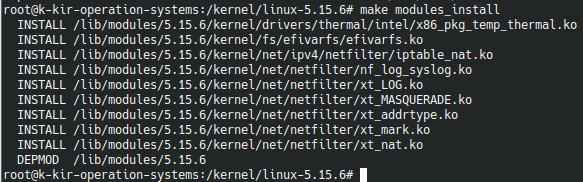 root@k-kir-operation-systems:/kernel/linux-5.15.6# make modules_install
INSTALL /lib/modules/5.15.6/kernel/drivers/thermal/intel/x86_pkg_temp_thermal.ko
INSTALL /lib/modules/5.15.6/kernel/fs/efivarfs/efivarfs.ko
INSTALL /lib/modules/5.15.6/kernel/net/ipv4/netfilter/iptable_nat.ko
INSTALL /lib/modules/5.15.6/kernel/net/netfilter/nf_log_syslog.ko
INSTALL /lib/modules/5.15.6/kernel/net/netfilter/xt_LOG.ko
INSTALL /lib/modules/5.15.6/kernel/net/netfilter/xt_MASQUERADE.ko
INSTALL /lib/modules/5.15.6/kernel/net/netfilter/xt_addrtype.ko
INSTALL /lib/modules/5.15.6/kernel/net/netfilter/xt_mark.ko
INSTALL /lib/modules/5.15.6/kernel/net/netfilter/xt_nat.ko
DEPMOD /lib/modules/5.15.6
root@k-kir-operation-systems:/kernel/linux-5.15.6#